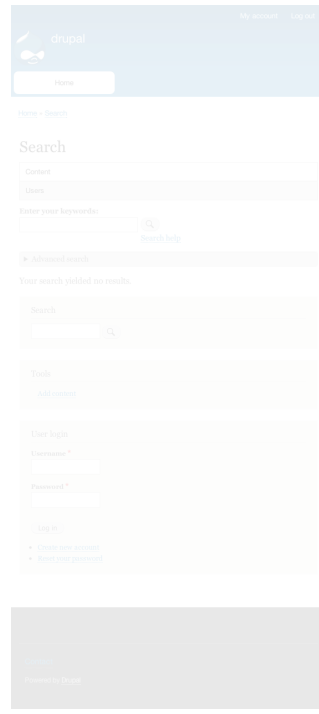 My account Log out
drupal
Home
Home » Search
Search
Content
Users
Enter your keywords:
Search help
Advanced search
Your search yielded no results.
Search
Tools
Add content
User login
Username *
Password *
Log in
Create new account
Reset your password
Powered by Drupal